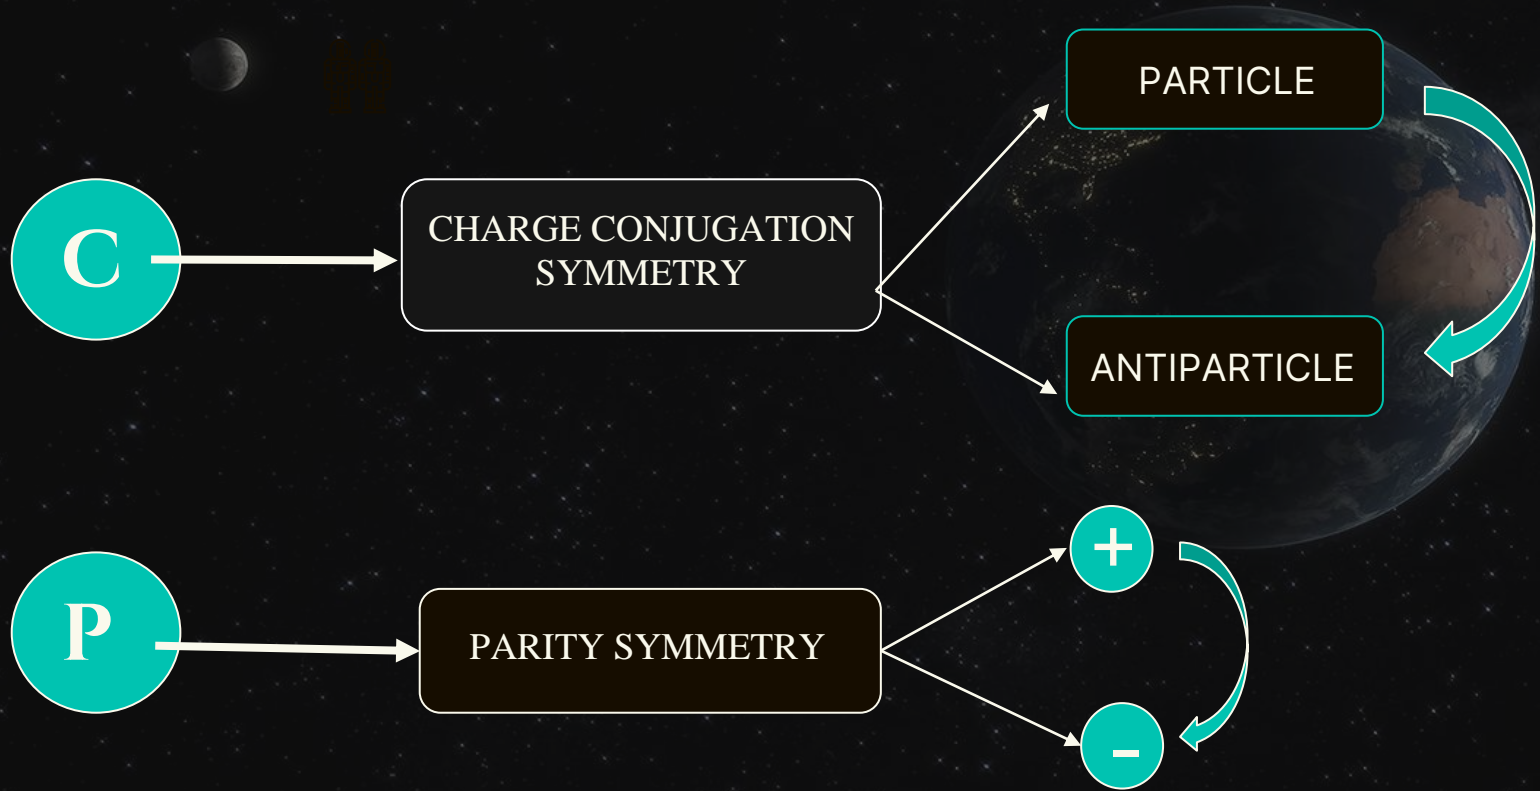 PARTICLE
C
CHARGE CONJUGATION
SYMMETRY
ANTIPARTICLE
+
P
PARITY SYMMETRY
-